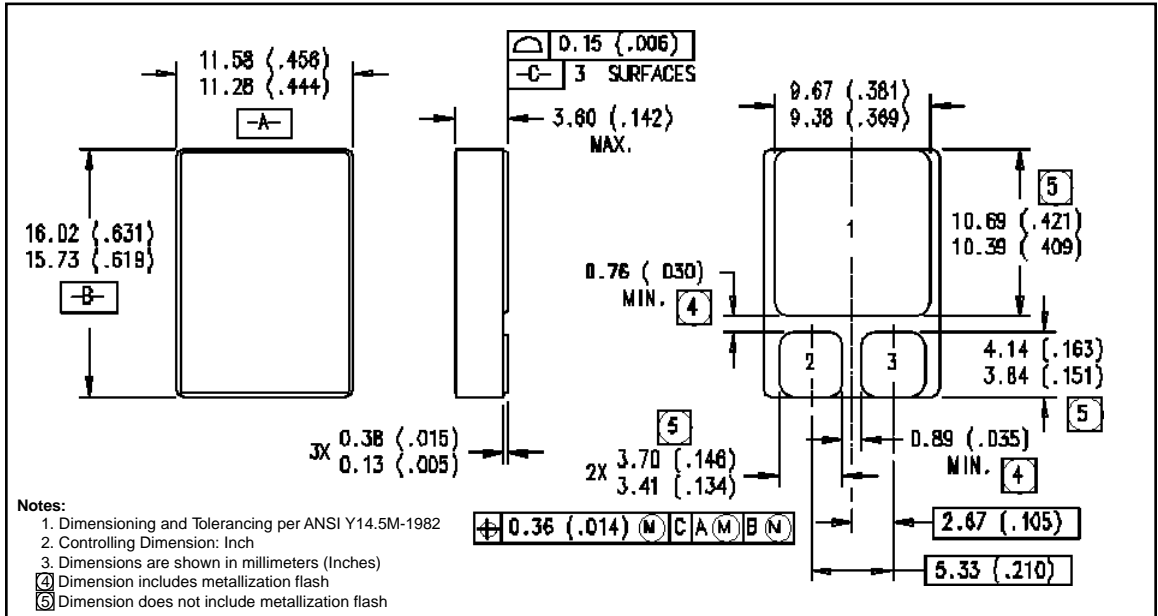 11.58 (.456)
11.28 (.444)
-A-
16.02 (.631)
15.73 (.619)
-B-
0.15 (.006)
-C- 3 SURFACES
3.60 (.142)
MAX.
3X 0.38 (.015)
0.13 (.005)
9.67 (.381)
9.38 (.369)
1
5
10.69 (.421)
10.39 ( 409)
0.76 ( 030)
MIN. 4
2
3
4.14 (.163)
3.84 (.151)
5
5
2X 3.70 (.146)
3.41 (.134)
0.89 (.035)
MIN. 4
0.36 (.014) M C A M B M
2.67 (.105)
5.33 (.210)
Notes:
1. Dimensioning and Tolerancing per ANSI Y14.5M-1982
2. Controlling Dimension: Inch
3. Dimensions are shown in millimeters (Inches)
4 Dimension includes metallization flash
5 Dimension does not include metallization flash